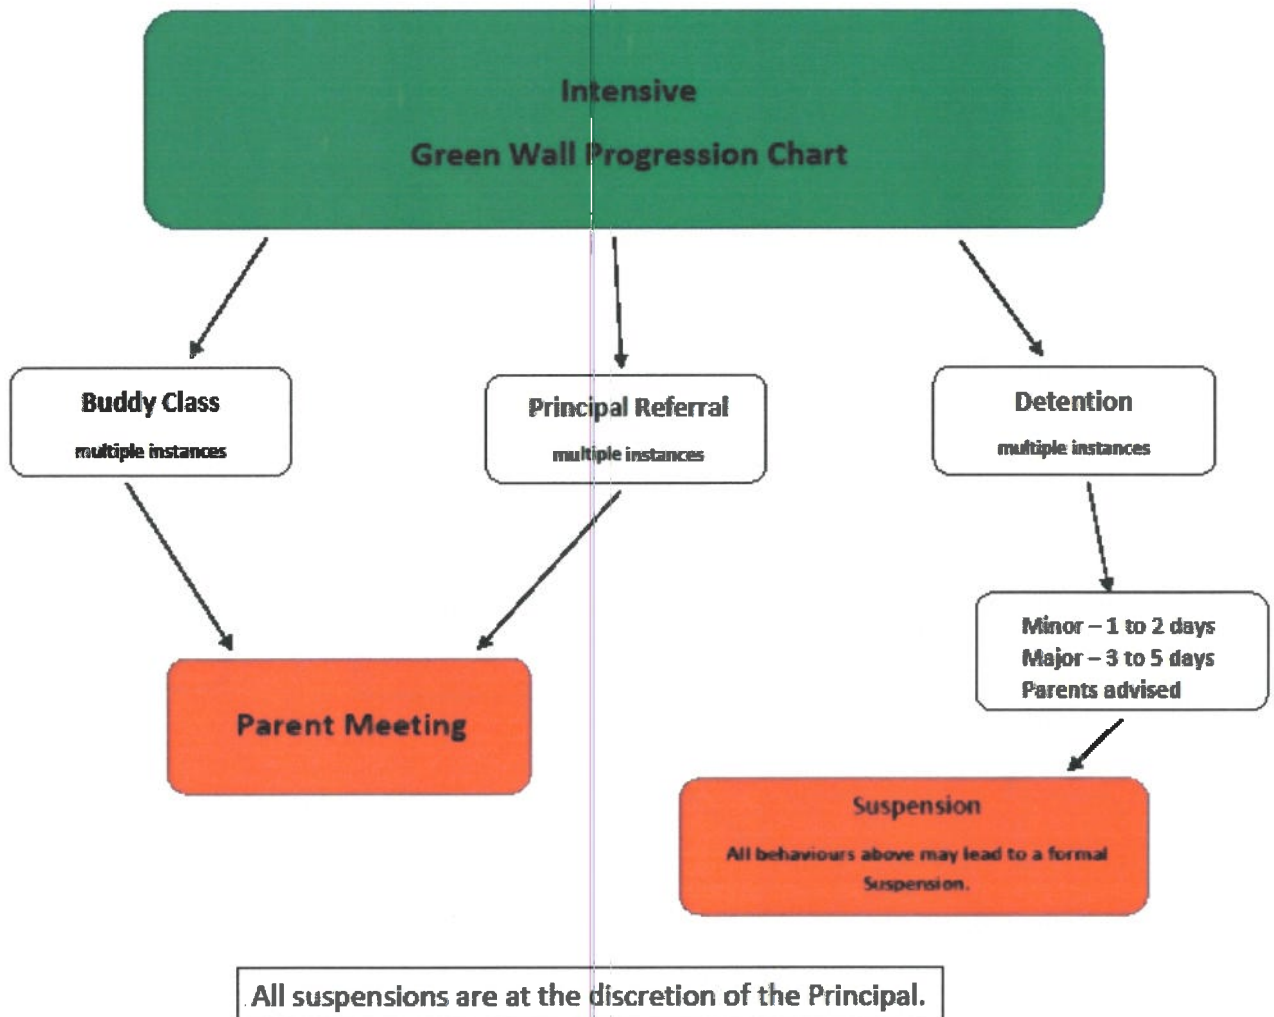 Intensive
Green Wall Progression Chart
Buddy Class
multiple instances
Principal Referral
multiple instances
Detention
multiple instances
Minor – 1 to 2 days
Major – 3 to 5 days
Parents advised
Parent Meeting
Suspension
All behaviours above may lead to a formal
Suspension.
All suspensions are at the discretion of the Principal.